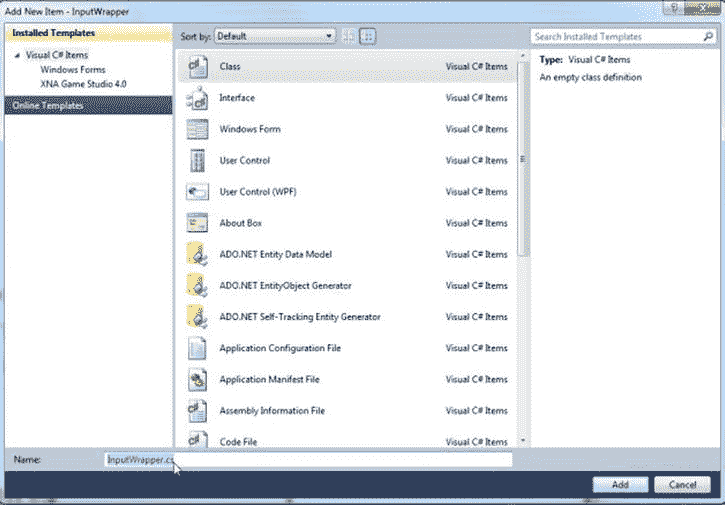 Add New Item - InputWrapper
Installed Templates
Visual C# Items
Windows Forms
XNA Game Studio 4.0
Online Templates
Sort by: Default
Search Installed Templates
Class Visual C# Items
Interface Visual C# Items
Windows Form Visual C# Items
User Control Visual C# Items
User Control (WPF) Visual C# Items
About Box Visual C# Items
ADO.NET Entity Data Model Visual C# Items
ADO.NET EntityObject Generator Visual C# Items
ADO.NET Self-Tracking Entity Generator Visual C# Items
Application Configuration File Visual C# Items
Application Manifest File Visual C# Items
Assembly Information File Visual C# Items
Code File Visual C# Items
Type: Visual C# Items
An empty class definition
Name: InputWrapper.cs
Add Cancel